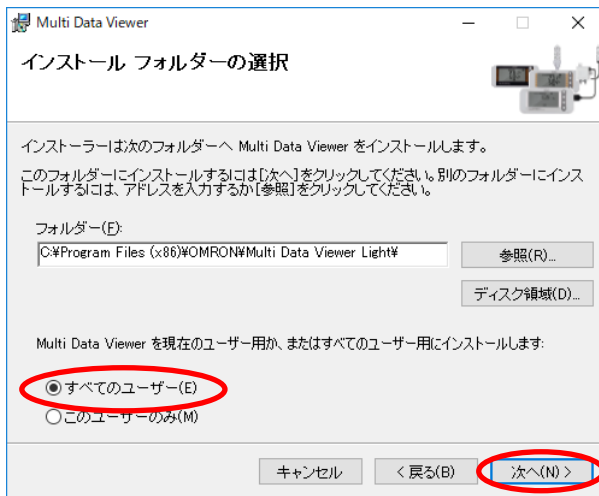 Multi Data Viewer
インストール フォルダーの選択
インストーラーは次のフォルダーへ Multi Data Viewer をインストールします。
このフォルダーにインストールするには[次へ]をクリックしてください。別のフォルダーにインス
トールするには、アドレスを入力するか[参照]をクリックしてください。
フォルダー(F):
C:¥Program Files (x86)¥OMRON¥Multi Data Viewer Light¥
参照(R)...
ディスク領域(D)...
Multi Data Viewer を現在のユーザー用か、またはすべてのユーザー用にインストールします:
すべてのユーザー(E)
このユーザーのみ(M)
キャンセル
< 戻る(B)
次へ(N) >